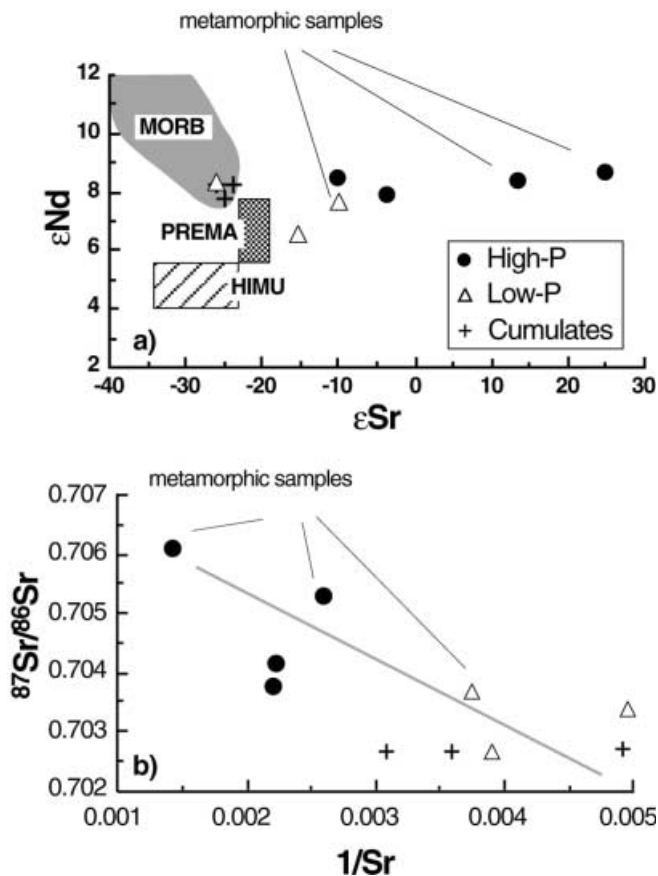 metamorphic samples
12
10
8
6
4
2
εNd
MORB
PREMA
HIMU
● High-P
△ Low-P
+ Cumulates
a)
-40 -30 -20 -10 0 10 20 30
εSr
metamorphic samples
0.707
0.706
0.705
0.704
0.703
0.702
87Sr/86Sr
b)
0.001 0.002 0.003 0.004 0.005
1/Sr